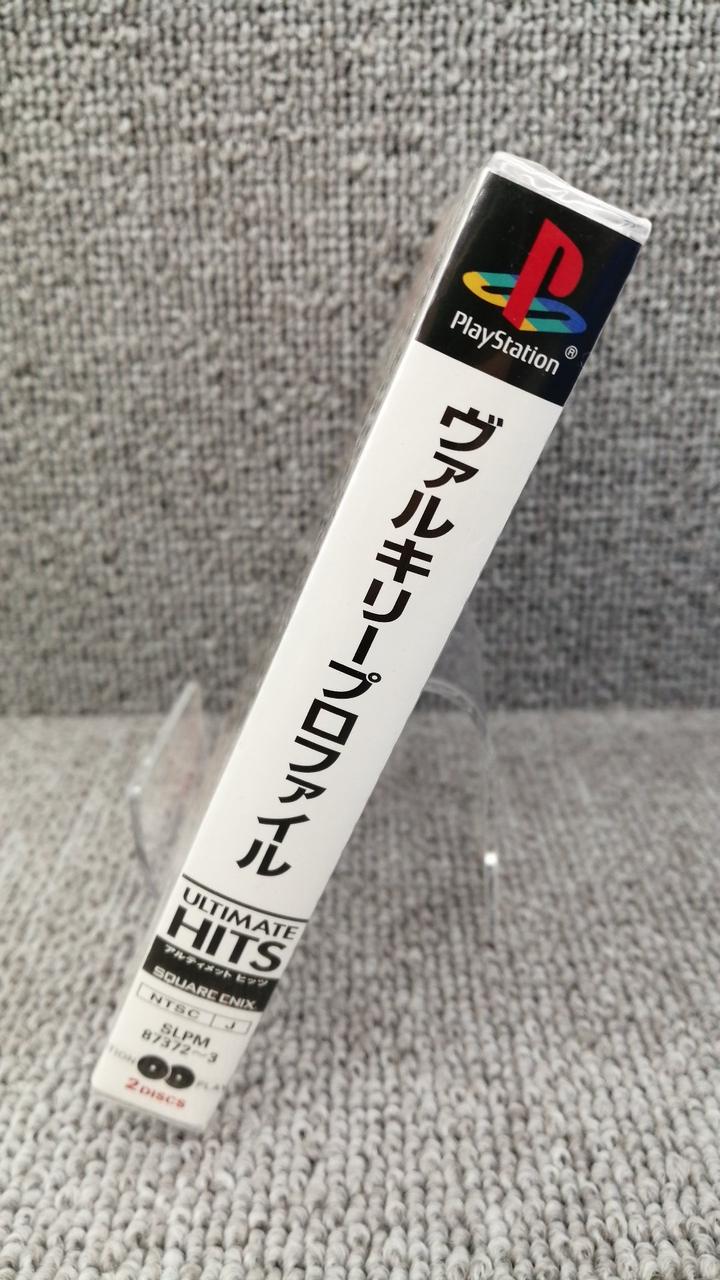 PlayStation®
ヴァルキリープロファイル
ULTIMATE
HITS
アルティメット ヒッツ
SQUARE ENIX.
NTSC J
SLPM
87372〜3
2 DISCS